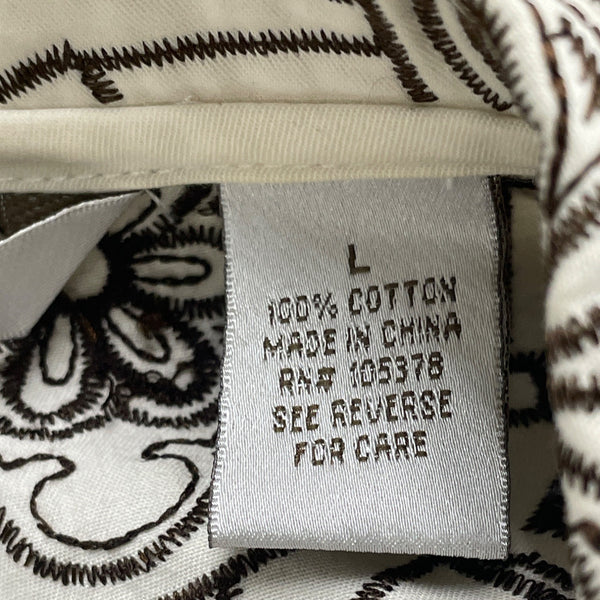 L
100% COTTON
MADE IN CHINA
RN# 105378
SEE REVERSE
FOR CARE